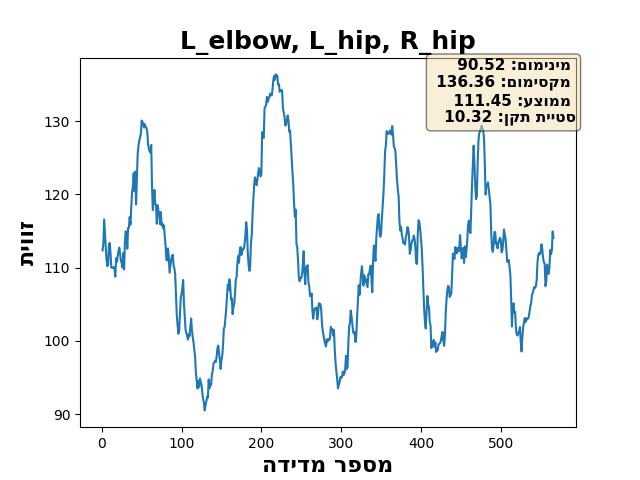 L_elbow, L_hip, R_hip
מינימום: 90.52
מקסימום: 136.36
ממוצע: 111.45
סטיית תקן: 10.32
זווית
130
120
110
100
90
0 100 200 300 400 500
מספר מדידה